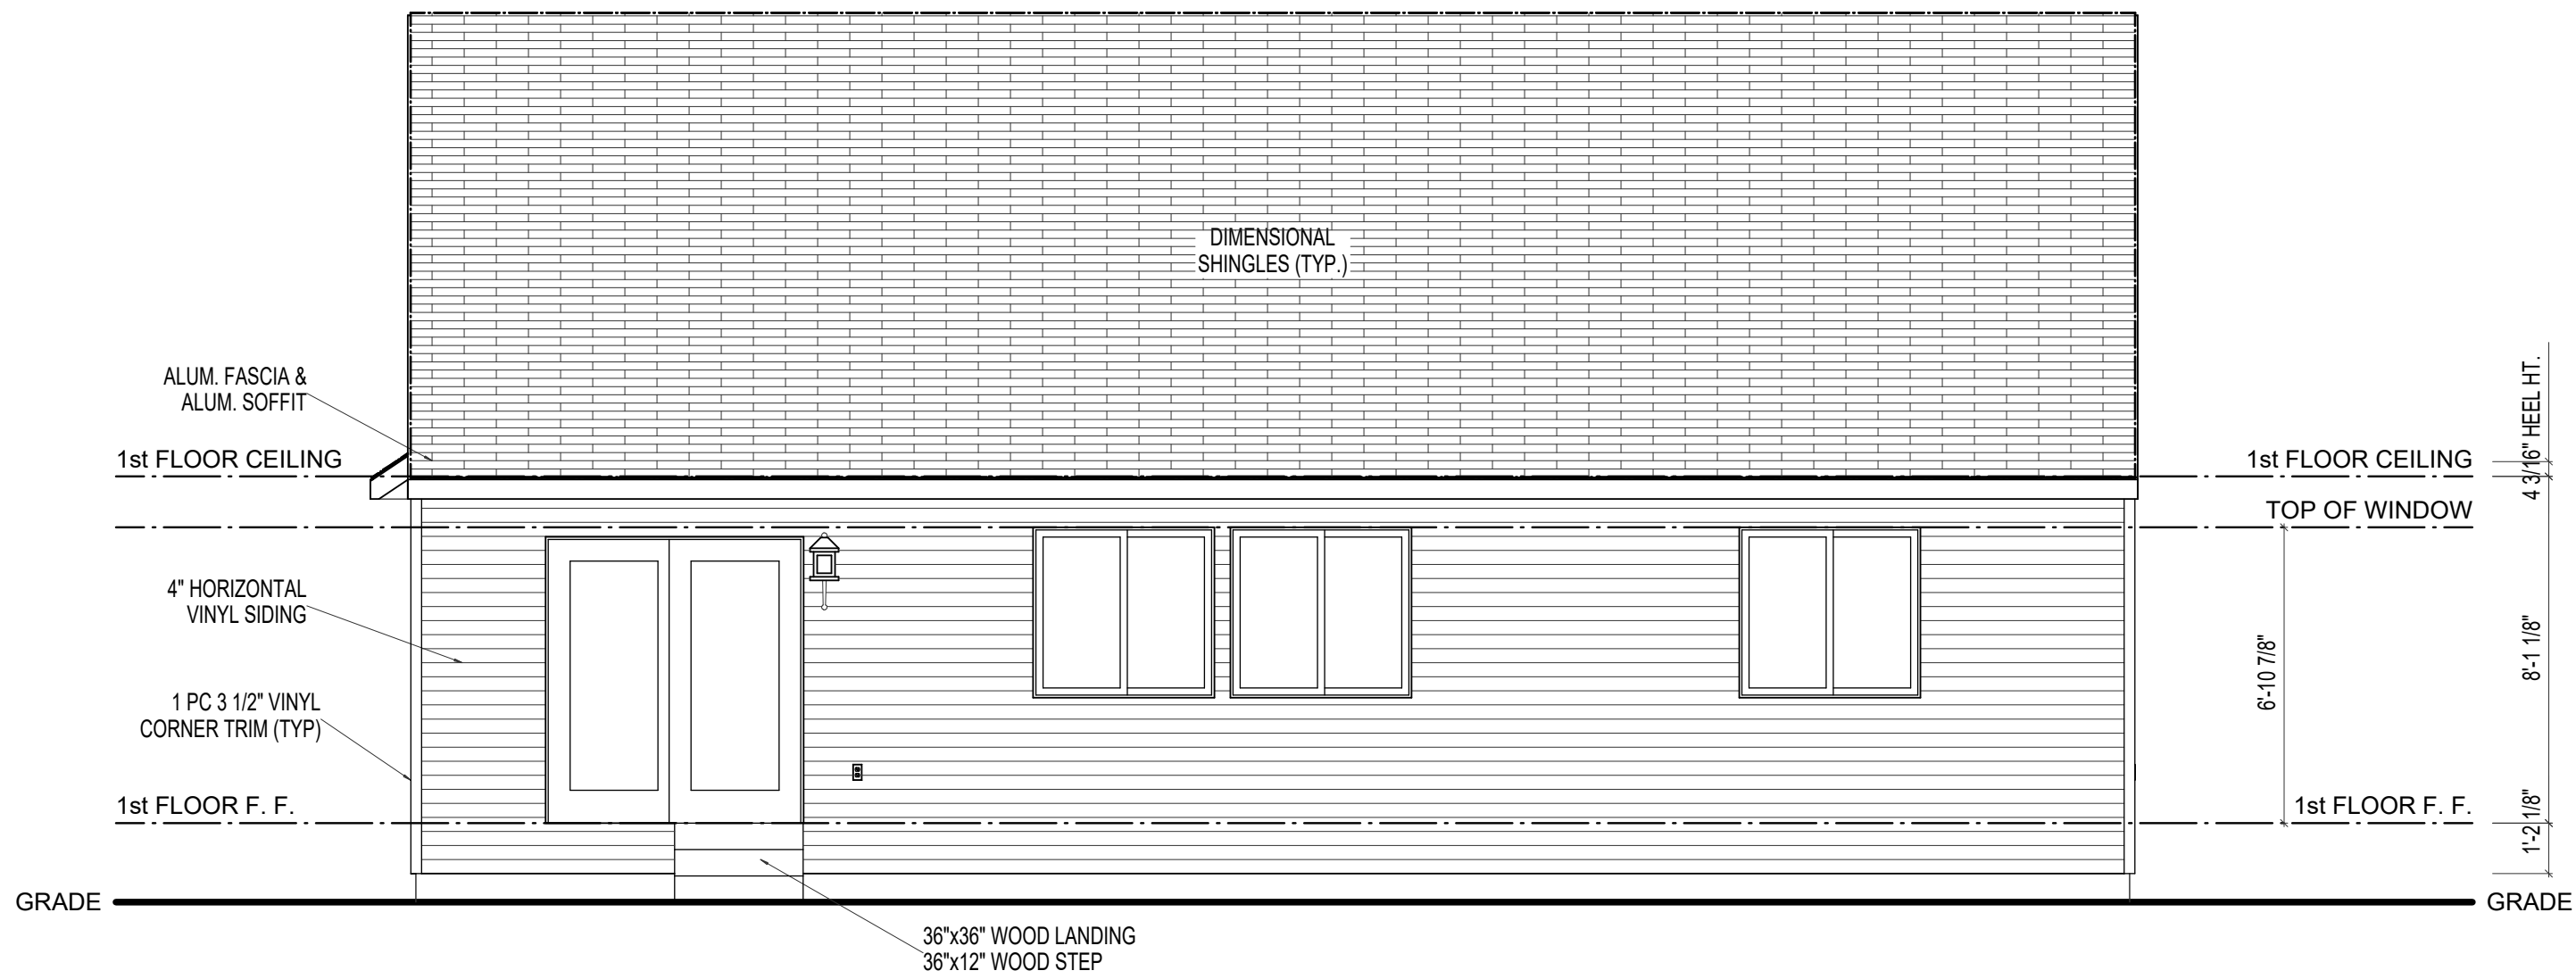 DIMENSIONAL
SHINGLES (TYP.)
ALUM. FASCIA &
ALUM. SOFFIT
4 3/16" HEEL HT.
1st FLOOR CEILING
1st FLOOR CEILING
TOP OF WINDOW
4" HORIZONTAL
VINYL SIDING
6'-10 7/8"
8'-1 1/8"
1 PC 3 1/2" VINYL
CORNER TRIM (TYP)
1st FLOOR F. F.
1st FLOOR F. F.
1'-2 1/8"
GRADE
GRADE
36"x36" WOOD LANDING
36"x12" WOOD STEP